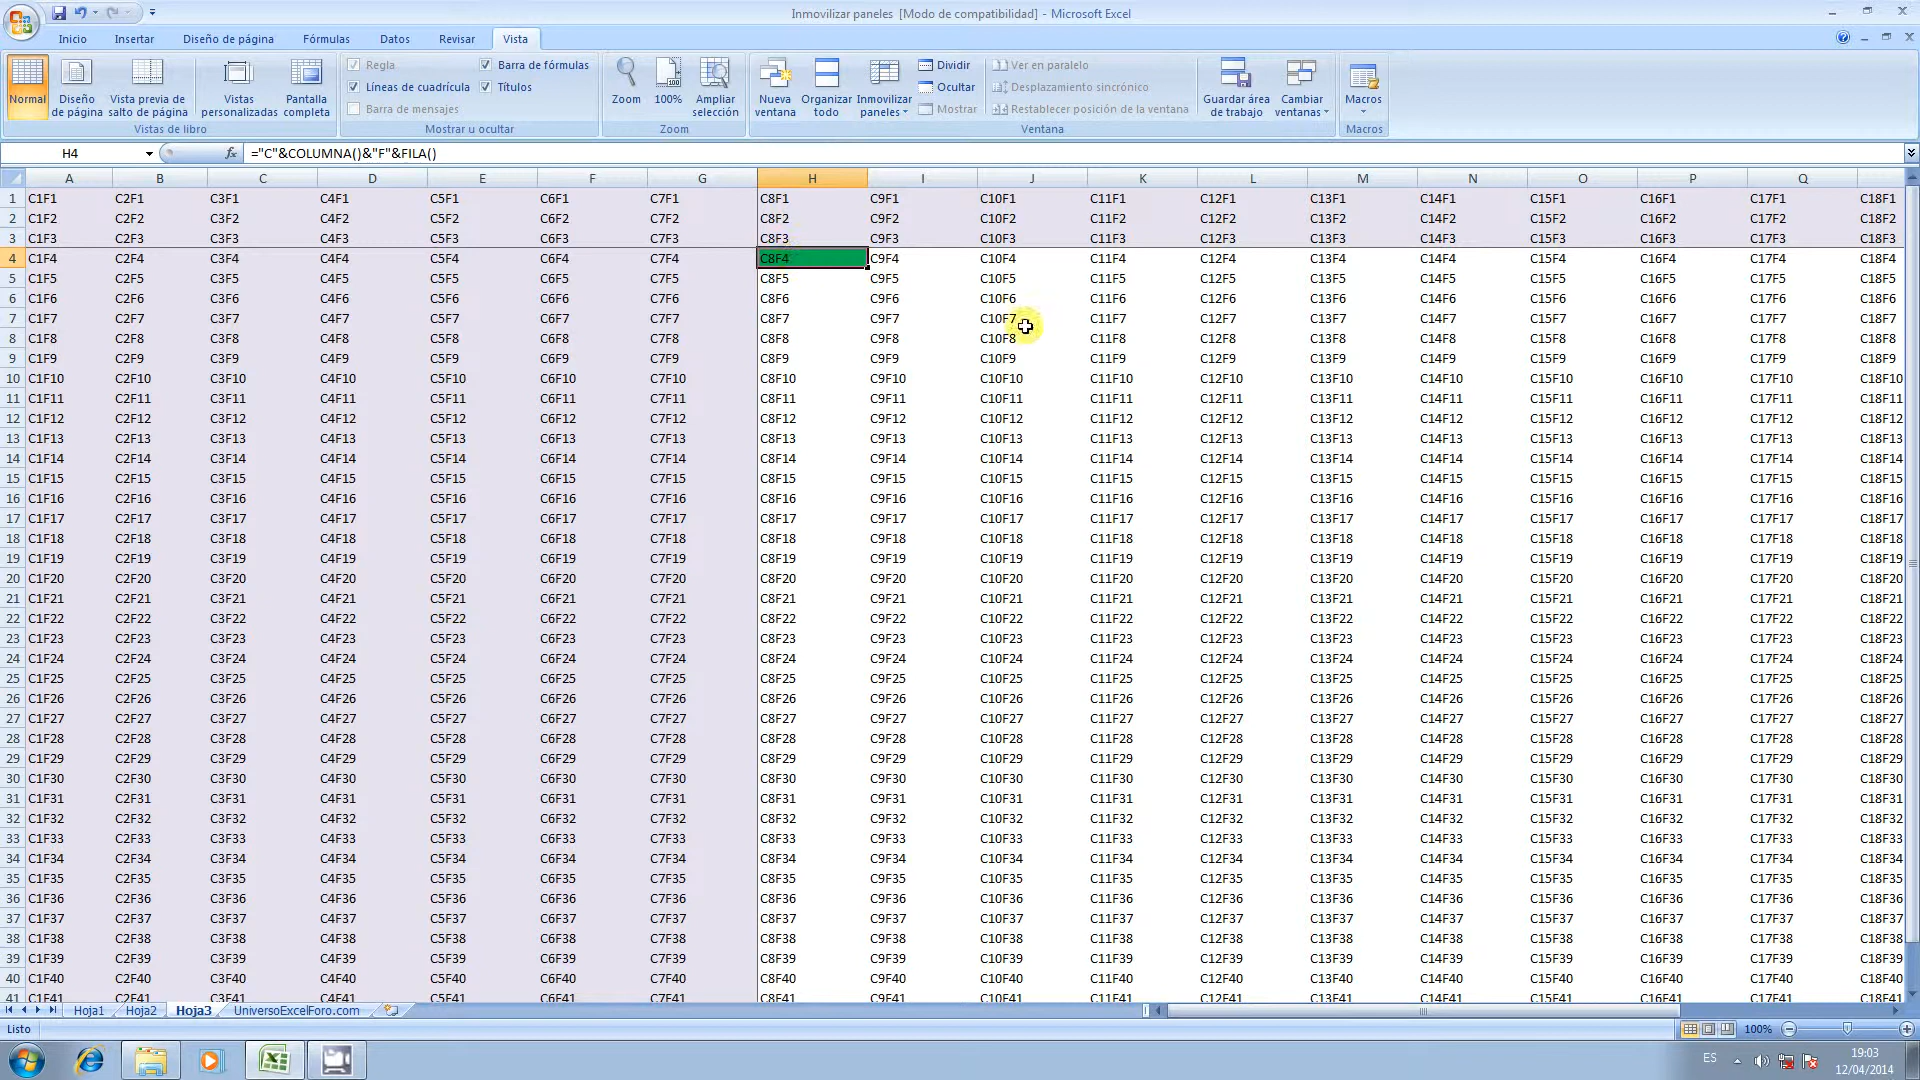 Inmovilizar paneles [Modo de compatibilidad] - Microsoft Excel
Inicio Insertar Diseño de página Fórmulas Datos Revisar Vista
Normal Diseño de página Vista previa de salto de página Vistas personalizadas Pantalla completa
Vistas de libro
Regla Barra de fórmulas
Líneas de cuadrícula Títulos
Barra de mensajes
Mostrar u ocultar
Zoom 100% Ampliar selección
Zoom
Nueva ventana Organizar todo Inmovilizar paneles Dividir Ocultar Mostrar
Ver en paralelo
Desplazamiento sincrónico
Restablecer posición de la ventana
Guardar área de trabajo Cambiar ventanas
Ventana
Macros
Macros
H4 fx ="C"&COLUMNA()&"F"&FILA()
A B C D E F G H I J K L M N O P Q
1 C1F1 C2F1 C3F1 C4F1 C5F1 C6F1 C7F1 C8F1 C9F1 C10F1 C11F1 C12F1 C13F1 C14F1 C15F1 C16F1 C17F1 C18F1
2 C1F2 C2F2 C3F2 C4F2 C5F2 C6F2 C7F2 C8F2 C9F2 C10F2 C11F2 C12F2 C13F2 C14F2 C15F2 C16F2 C17F2 C18F2
3 C1F3 C2F3 C3F3 C4F3 C5F3 C6F3 C7F3 C8F3 C9F3 C10F3 C11F3 C12F3 C13F3 C14F3 C15F3 C16F3 C17F3 C18F3
4 C1F4 C2F4 C3F4 C4F4 C5F4 C6F4 C7F4 C8F4 C9F4 C10F4 C11F4 C12F4 C13F4 C14F4 C15F4 C16F4 C17F4 C18F4
5 C1F5 C2F5 C3F5 C4F5 C5F5 C6F5 C7F5 C8F5 C9F5 C10F5 C11F5 C12F5 C13F5 C14F5 C15F5 C16F5 C17F5 C18F5
6 C1F6 C2F6 C3F6 C4F6 C5F6 C6F6 C7F6 C8F6 C9F6 C10F6 C11F6 C12F6 C13F6 C14F6 C15F6 C16F6 C17F6 C18F6
7 C1F7 C2F7 C3F7 C4F7 C5F7 C6F7 C7F7 C8F7 C9F7 C10F7 C11F7 C12F7 C13F7 C14F7 C15F7 C16F7 C17F7 C18F7
8 C1F8 C2F8 C3F8 C4F8 C5F8 C6F8 C7F8 C8F8 C9F8 C10F8 C11F8 C12F8 C13F8 C14F8 C15F8 C16F8 C17F8 C18F8
9 C1F9 C2F9 C3F9 C4F9 C5F9 C6F9 C7F9 C8F9 C9F9 C10F9 C11F9 C12F9 C13F9 C14F9 C15F9 C16F9 C17F9 C18F9
10 C1F10 C2F10 C3F10 C4F10 C5F10 C6F10 C7F10 C8F10 C9F10 C10F10 C11F10 C12F10 C13F10 C14F10 C15F10 C16F10 C17F10 C18F10
11 C1F11 C2F11 C3F11 C4F11 C5F11 C6F11 C7F11 C8F11 C9F11 C10F11 C11F11 C12F11 C13F11 C14F11 C15F11 C16F11 C17F11 C18F11
12 C1F12 C2F12 C3F12 C4F12 C5F12 C6F12 C7F12 C8F12 C9F12 C10F12 C11F12 C12F12 C13F12 C14F12 C15F12 C16F12 C17F12 C18F12
13 C1F13 C2F13 C3F13 C4F13 C5F13 C6F13 C7F13 C8F13 C9F13 C10F13 C11F13 C12F13 C13F13 C14F13 C15F13 C16F13 C17F13 C18F13
14 C1F14 C2F14 C3F14 C4F14 C5F14 C6F14 C7F14 C8F14 C9F14 C10F14 C11F14 C12F14 C13F14 C14F14 C15F14 C16F14 C17F14 C18F14
15 C1F15 C2F15 C3F15 C4F15 C5F15 C6F15 C7F15 C8F15 C9F15 C10F15 C11F15 C12F15 C13F15 C14F15 C15F15 C16F15 C17F15 C18F15
16 C1F16 C2F16 C3F16 C4F16 C5F16 C6F16 C7F16 C8F16 C9F16 C10F16 C11F16 C12F16 C13F16 C14F16 C15F16 C16F16 C17F16 C18F16
17 C1F17 C2F17 C3F17 C4F17 C5F17 C6F17 C7F17 C8F17 C9F17 C10F17 C11F17 C12F17 C13F17 C14F17 C15F17 C16F17 C17F17 C18F17
18 C1F18 C2F18 C3F18 C4F18 C5F18 C6F18 C7F18 C8F18 C9F18 C10F18 C11F18 C12F18 C13F18 C14F18 C15F18 C16F18 C17F18 C18F18
19 C1F19 C2F19 C3F19 C4F19 C5F19 C6F19 C7F19 C8F19 C9F19 C10F19 C11F19 C12F19 C13F19 C14F19 C15F19 C16F19 C17F19 C18F19
20 C1F20 C2F20 C3F20 C4F20 C5F20 C6F20 C7F20 C8F20 C9F20 C10F20 C11F20 C12F20 C13F20 C14F20 C15F20 C16F20 C17F20 C18F20
21 C1F21 C2F21 C3F21 C4F21 C5F21 C6F21 C7F21 C8F21 C9F21 C10F21 C11F21 C12F21 C13F21 C14F21 C15F21 C16F21 C17F21 C18F21
22 C1F22 C2F22 C3F22 C4F22 C5F22 C6F22 C7F22 C8F22 C9F22 C10F22 C11F22 C12F22 C13F22 C14F22 C15F22 C16F22 C17F22 C18F22
23 C1F23 C2F23 C3F23 C4F23 C5F23 C6F23 C7F23 C8F23 C9F23 C10F23 C11F23 C12F23 C13F23 C14F23 C15F23 C16F23 C17F23 C18F23
24 C1F24 C2F24 C3F24 C4F24 C5F24 C6F24 C7F24 C8F24 C9F24 C10F24 C11F24 C12F24 C13F24 C14F24 C15F24 C16F24 C17F24 C18F24
25 C1F25 C2F25 C3F25 C4F25 C5F25 C6F25 C7F25 C8F25 C9F25 C10F25 C11F25 C12F25 C13F25 C14F25 C15F25 C16F25 C17F25 C18F25
26 C1F26 C2F26 C3F26 C4F26 C5F26 C6F26 C7F26 C8F26 C9F26 C10F26 C11F26 C12F26 C13F26 C14F26 C15F26 C16F26 C17F26 C18F26
27 C1F27 C2F27 C3F27 C4F27 C5F27 C6F27 C7F27 C8F27 C9F27 C10F27 C11F27 C12F27 C13F27 C14F27 C15F27 C16F27 C17F27 C18F27
28 C1F28 C2F28 C3F28 C4F28 C5F28 C6F28 C7F28 C8F28 C9F28 C10F28 C11F28 C12F28 C13F28 C14F28 C15F28 C16F28 C17F28 C18F28
29 C1F29 C2F29 C3F29 C4F29 C5F29 C6F29 C7F29 C8F29 C9F29 C10F29 C11F29 C12F29 C13F29 C14F29 C15F29 C16F29 C17F29 C18F29
30 C1F30 C2F30 C3F30 C4F30 C5F30 C6F30 C7F30 C8F30 C9F30 C10F30 C11F30 C12F30 C13F30 C14F30 C15F30 C16F30 C17F30 C18F30
31 C1F31 C2F31 C3F31 C4F31 C5F31 C6F31 C7F31 C8F31 C9F31 C10F31 C11F31 C12F31 C13F31 C14F31 C15F31 C16F31 C17F31 C18F31
32 C1F32 C2F32 C3F32 C4F32 C5F32 C6F32 C7F32 C8F32 C9F32 C10F32 C11F32 C12F32 C13F32 C14F32 C15F32 C16F32 C17F32 C18F32
33 C1F33 C2F33 C3F33 C4F33 C5F33 C6F33 C7F33 C8F33 C9F33 C10F33 C11F33 C12F33 C13F33 C14F33 C15F33 C16F33 C17F33 C18F33
34 C1F34 C2F34 C3F34 C4F34 C5F34 C6F34 C7F34 C8F34 C9F34 C10F34 C11F34 C12F34 C13F34 C14F34 C15F34 C16F34 C17F34 C18F34
35 C1F35 C2F35 C3F35 C4F35 C5F35 C6F35 C7F35 C8F35 C9F35 C10F35 C11F35 C12F35 C13F35 C14F35 C15F35 C16F35 C17F35 C18F35
36 C1F36 C2F36 C3F36 C4F36 C5F36 C6F36 C7F36 C8F36 C9F36 C10F36 C11F36 C12F36 C13F36 C14F36 C15F36 C16F36 C17F36 C18F36
37 C1F37 C2F37 C3F37 C4F37 C5F37 C6F37 C7F37 C8F37 C9F37 C10F37 C11F37 C12F37 C13F37 C14F37 C15F37 C16F37 C17F37 C18F37
38 C1F38 C2F38 C3F38 C4F38 C5F38 C6F38 C7F38 C8F38 C9F38 C10F38 C11F38 C12F38 C13F38 C14F38 C15F38 C16F38 C17F38 C18F38
39 C1F39 C2F39 C3F39 C4F39 C5F39 C6F39 C7F39 C8F39 C9F39 C10F39 C11F39 C12F39 C13F39 C14F39 C15F39 C16F39 C17F39 C18F39
40 C1F40 C2F40 C3F40 C4F40 C5F40 C6F40 C7F40 C8F40 C9F40 C10F40 C11F40 C12F40 C13F40 C14F40 C15F40 C16F40 C17F40 C18F40
41 C1F41 C2F41 C3F41 C4F41 C5F41 C6F41 C7F41 C8F41 C9F41 C10F41 C11F41 C12F41 C13F41 C14F41 C15F41 C16F41 C17F41 C18F41
Hoja1 Hoja2 Hoja3 UniversoExcelForo.com
Listo 100%
ES 19:03
12/04/2014